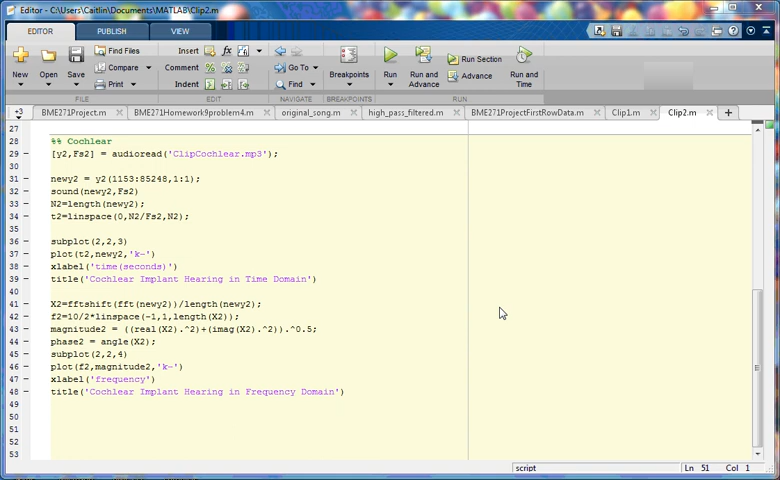 Editor - C:\Users\Caitlin\Documents\MATLAB\Clip2.m
EDITOR PUBLISH VIEW
New Open Save Find Files Compare Print Insert Comment Indent fx Go To Find Breakpoints Run Run and Advance Run Section Advance Run and Time
FILE EDIT NAVIGATE BREAKPOINTS RUN
+3 BME271Project.m BME271Homework9problem4.m original_song.m high_pass_filtered.m BME271ProjectFirstRowData.m Clip1.m Clip2.m
27
28 %% Cochlear
29 [y2,Fs2] = audioread('ClipCochlear.mp3');
30
31 newy2 = y2(1153:85248,1:1);
32 sound(newy2,Fs2)
33 N2=length(newy2);
34 t2=linspace(0,N2/Fs2,N2);
35
36 subplot(2,2,3)
37 plot(t2,newy2,'k-')
38 xlabel('time(seconds)')
39 title('Cochlear Implant Hearing in Time Domain')
40
41 X2=fftshift(fft(newy2))/length(newy2);
42 f2=10/2*linspace(-1,1,length(X2));
43 magnitude2 = ((real(X2).^2)+(imag(X2).^2)).^0.5;
44 phase2 = angle(X2);
45 subplot(2,2,4)
46 plot(f2,magnitude2,'k-')
47 xlabel('frequency')
48 title('Cochlear Implant Hearing in Frequency Domain')
49
50
51
52
53
script Ln 51 Col 1